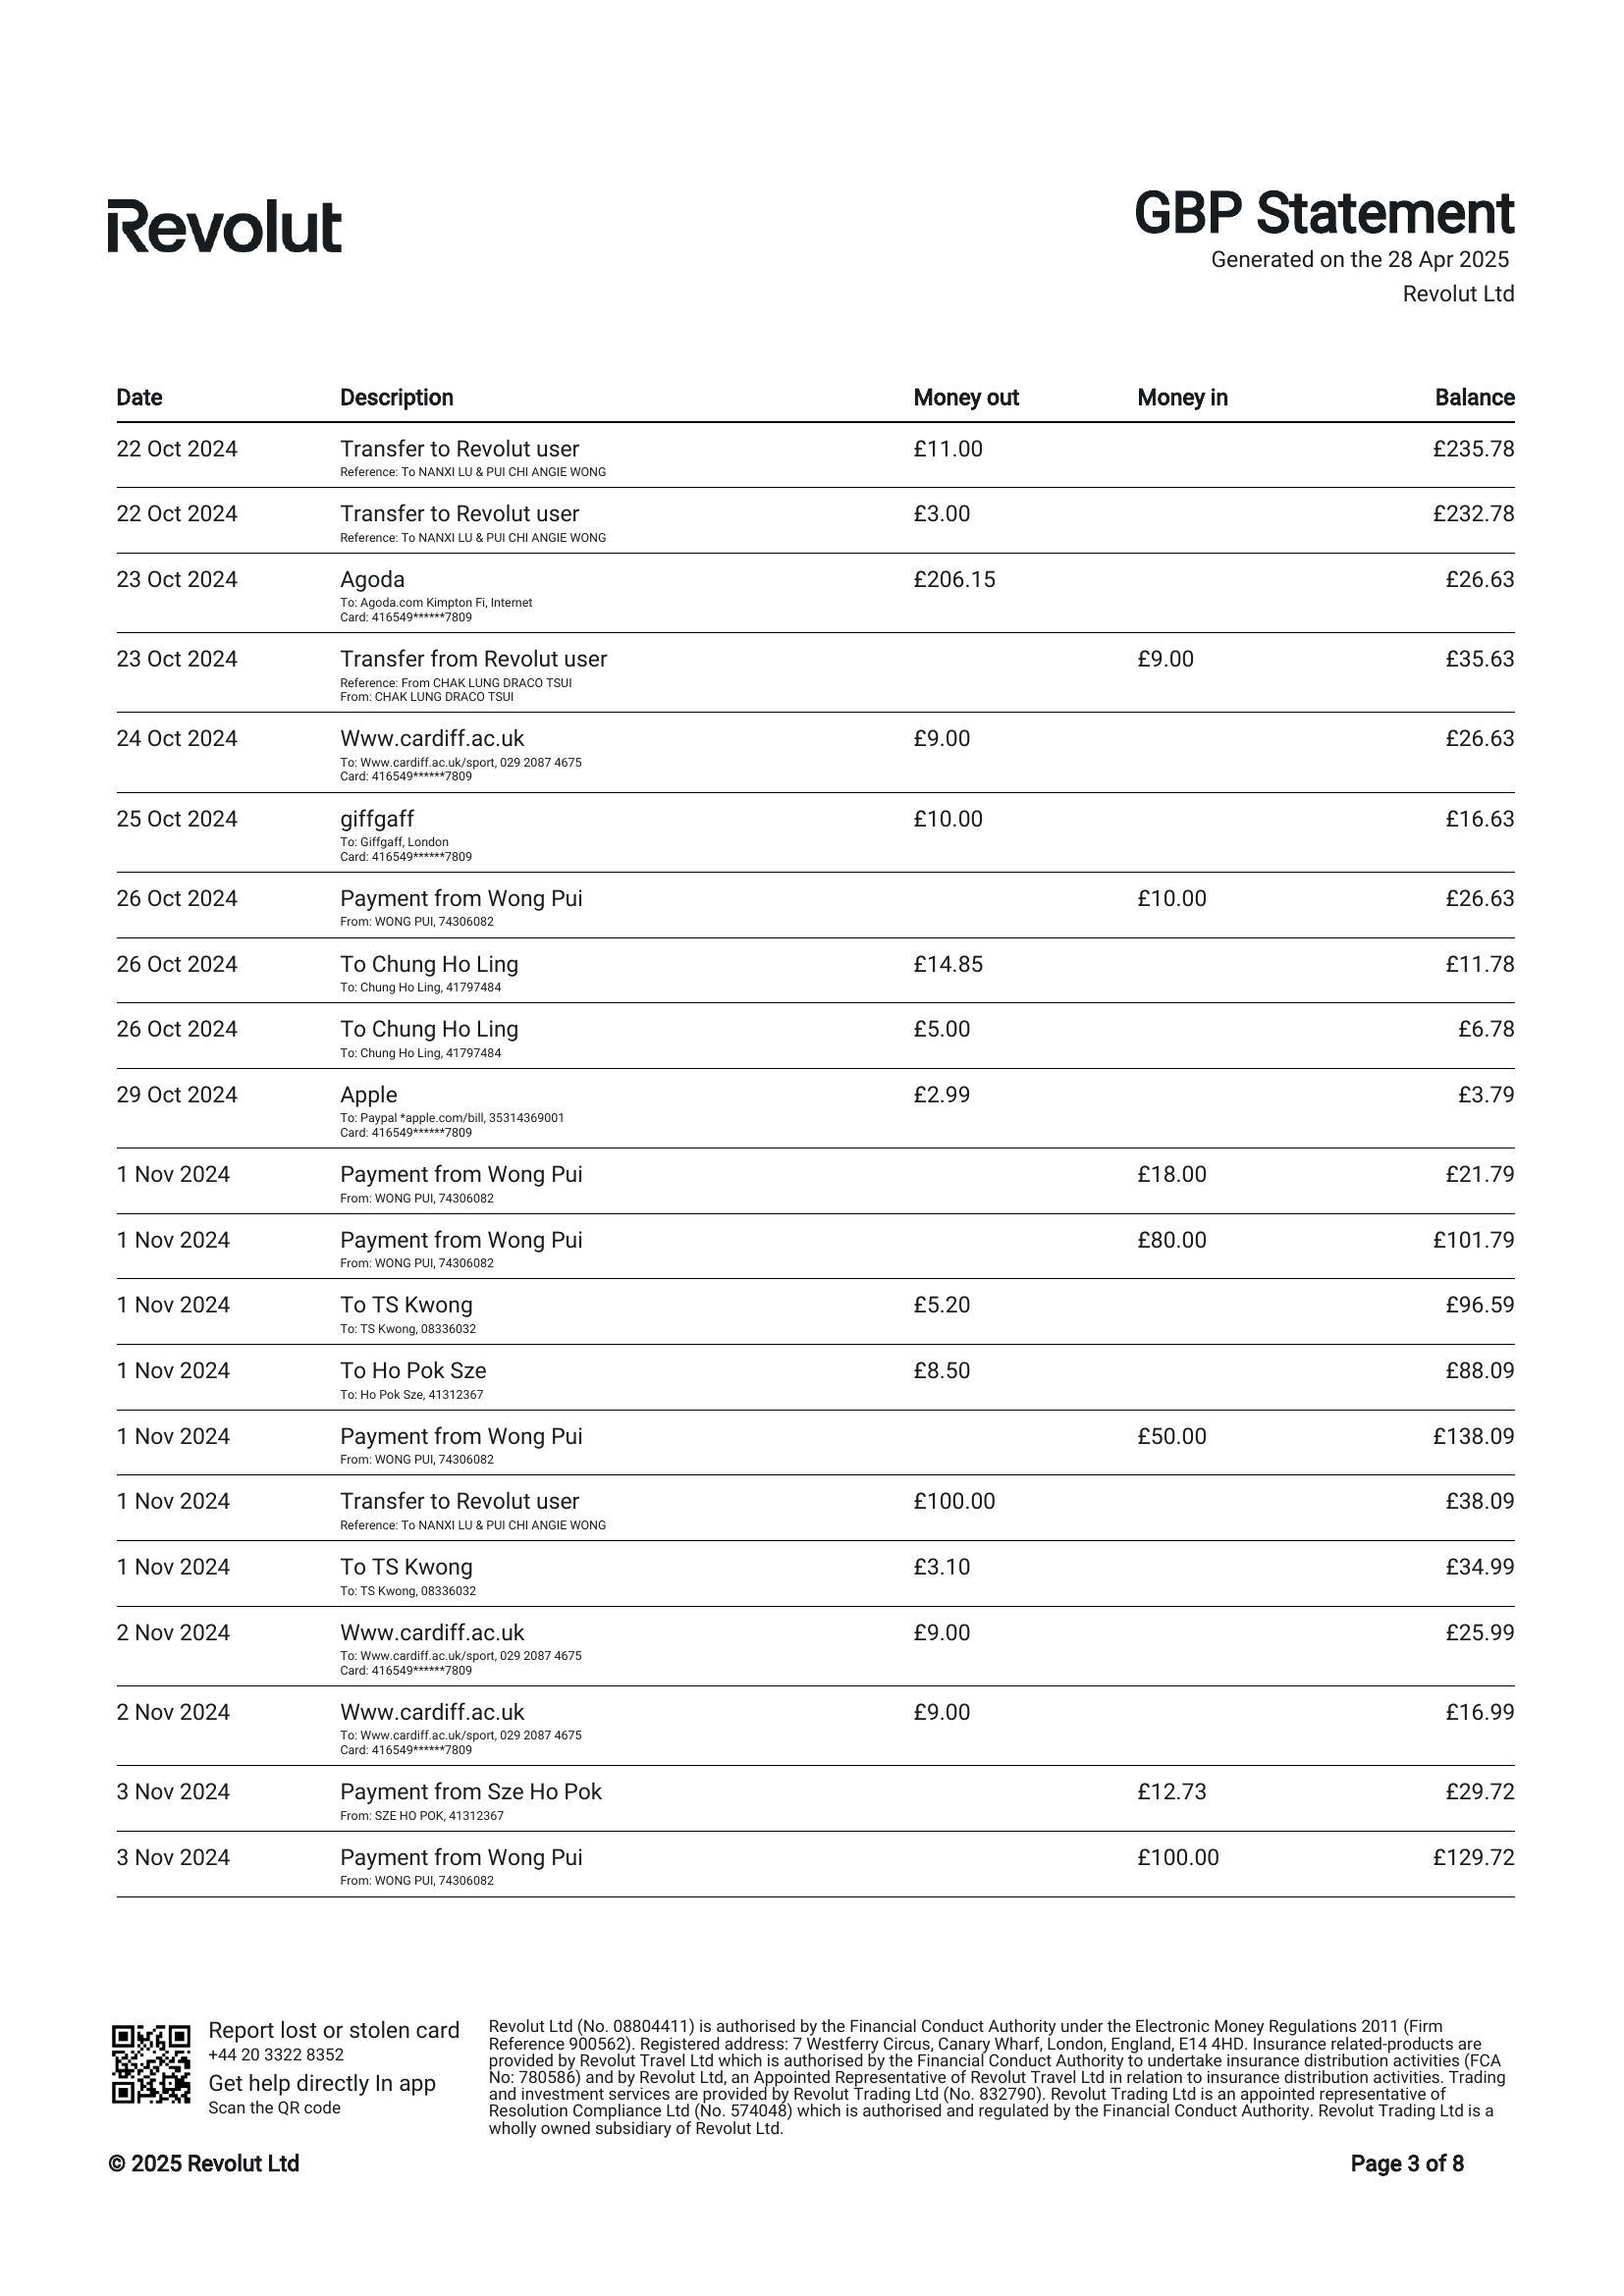 Revolut
GBP Statement
Generated on the 28 Apr 2025
Revolut Ltd
Date Description Money out Money in Balance
22 Oct 2024 Transfer to Revolut user £11.00 £235.78
Reference: To NANXI LU & PUI CHI ANGIE WONG
22 Oct 2024 Transfer to Revolut user £3.00 £232.78
Reference: To NANXI LU & PUI CHI ANGIE WONG
23 Oct 2024 Agoda £206.15 £26.63
To: Agoda.com Kimpton Fi, Internet
Card: 416549******7809
23 Oct 2024 Transfer from Revolut user £9.00 £35.63
Reference: From CHAK LUNG DRACO TSUI
From: CHAK LUNG DRACO TSUI
24 Oct 2024 Www.cardiff.ac.uk £9.00 £26.63
To: Www.cardiff.ac.uk/sport, 029 2087 4675
Card: 416549******7809
25 Oct 2024 giffgaff £10.00 £16.63
To: Giffgaff, London
Card: 416549******7809
26 Oct 2024 Payment from Wong Pui £10.00 £26.63
From: WONG PUI, 74306082
26 Oct 2024 To Chung Ho Ling £14.85 £11.78
To: Chung Ho Ling, 41797484
26 Oct 2024 To Chung Ho Ling £5.00 £6.78
To: Chung Ho Ling, 41797484
29 Oct 2024 Apple £2.99 £3.79
To: Paypal *apple.com/bill, 35314369001
Card: 416549******7809
1 Nov 2024 Payment from Wong Pui £18.00 £21.79
From: WONG PUI, 74306082
1 Nov 2024 Payment from Wong Pui £80.00 £101.79
From: WONG PUI, 74306082
1 Nov 2024 To TS Kwong £5.20 £96.59
To: TS Kwong, 08336032
1 Nov 2024 To Ho Pok Sze £8.50 £88.09
To: Ho Pok Sze, 41312367
1 Nov 2024 Payment from Wong Pui £50.00 £138.09
From: WONG PUI, 74306082
1 Nov 2024 Transfer to Revolut user £100.00 £38.09
Reference: To NANXI LU & PUI CHI ANGIE WONG
1 Nov 2024 To TS Kwong £3.10 £34.99
To: TS Kwong, 08336032
2 Nov 2024 Www.cardiff.ac.uk £9.00 £25.99
To: Www.cardiff.ac.uk/sport, 029 2087 4675
Card: 416549******7809
2 Nov 2024 Www.cardiff.ac.uk £9.00 £16.99
To: Www.cardiff.ac.uk/sport, 029 2087 4675
Card: 416549******7809
3 Nov 2024 Payment from Sze Ho Pok £12.73 £29.72
From: SZE HO POK, 41312367
3 Nov 2024 Payment from Wong Pui £100.00 £129.72
From: WONG PUI, 74306082
Report lost or stolen card
+44 20 3322 8352
Get help directly In app
Scan the QR code
Revolut Ltd (No. 08804411) is authorised by the Financial Conduct Authority under the Electronic Money Regulations 2011 (Firm
Reference 900562). Registered address: 7 Westferry Circus, Canary Wharf, London, England, E14 4HD. Insurance related-products are
provided by Revolut Travel Ltd which is authorised by the Financial Conduct Authority to undertake insurance distribution activities (FCA
No: 780586) and by Revolut Ltd, an Appointed Representative of Revolut Travel Ltd in relation to insurance distribution activities. Trading
and investment services are provided by Revolut Trading Ltd (No. 832790). Revolut Trading Ltd is an appointed representative of
Resolution Compliance Ltd (No. 574048) which is authorised and regulated by the Financial Conduct Authority. Revolut Trading Ltd is a
wholly owned subsidiary of Revolut Ltd.
© 2025 Revolut Ltd
Page 3 of 8